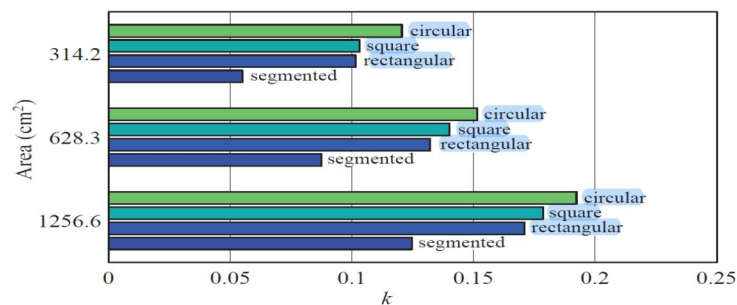 circular
square
314.2
rectangular
segmented
circular
square
628.3
rectangular
segmented
circular
square
1256.6
rectangular
segmented
Area (cm²)
0
0.05
0.1
0.15
0.2
0.25
k